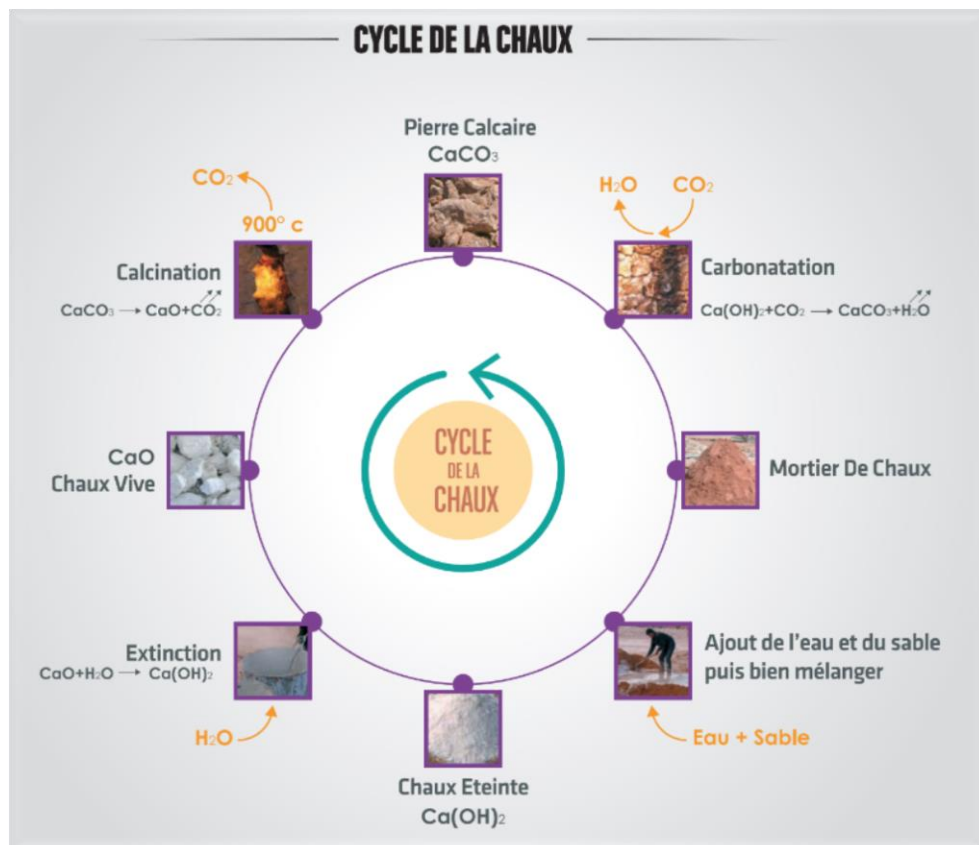 CYCLE DE LA CHAUX
Pierre Calcaire
CaCO₃
CO₂
900° c
Calcination
CaCO₃ → CaO+CO₂
H₂O
CO₂
Carbonatation
Ca(OH)₂+CO₂ → CaCO₃+H₂O
CaO
Chaux Vive
CYCLE
DE LA
CHAUX
Mortier De Chaux
Extinction
CaO+H₂O → Ca(OH)₂
H₂O
Ajout de l'eau et du sable
puis bien mélanger
Eau + Sable
Chaux Eteinte
Ca(OH)₂